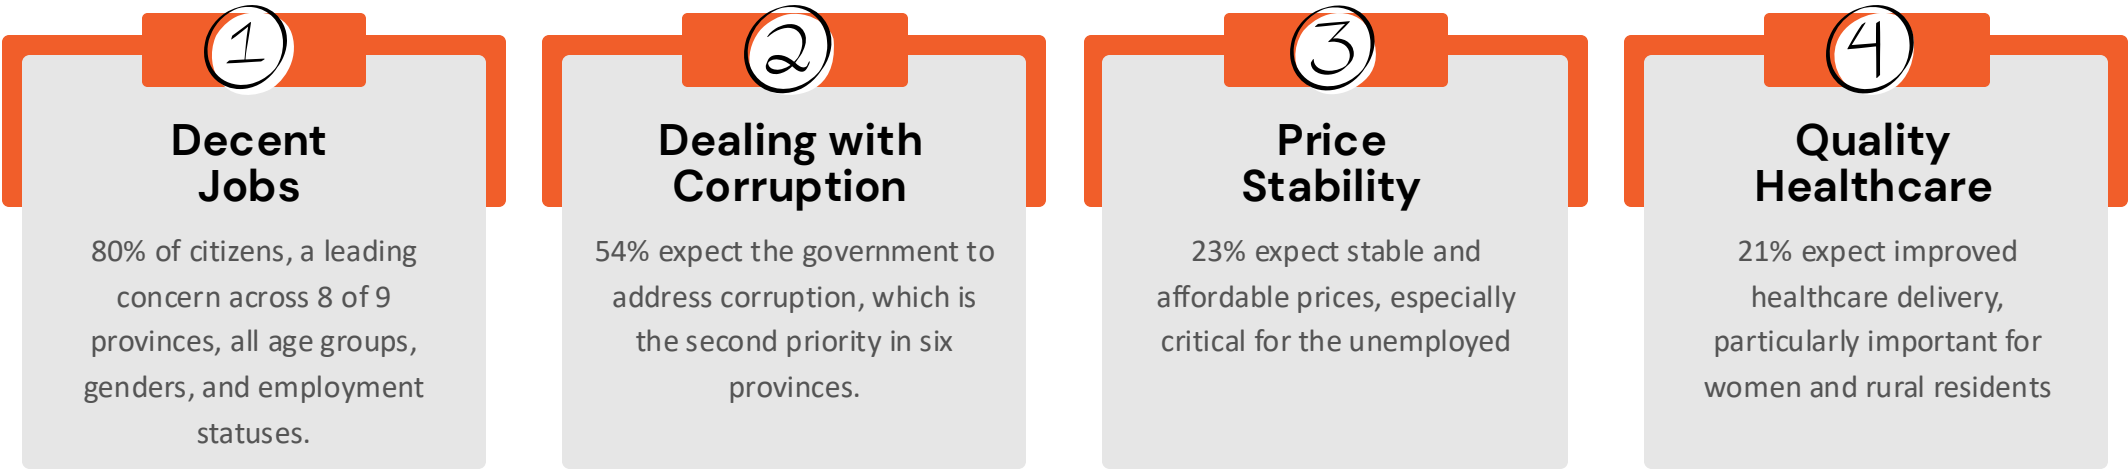 1
Decent
Jobs
80% of citizens, a leading
concern across 8 of 9
provinces, all age groups,
genders, and employment
statuses.
2
Dealing with
Corruption
54% expect the government to
address corruption, which is
the second priority in six
provinces.
3
Price
Stability
23% expect stable and
affordable prices, especially
critical for the unemployed
4
Quality
Healthcare
21% expect improved
healthcare delivery,
particularly important for
women and rural residents